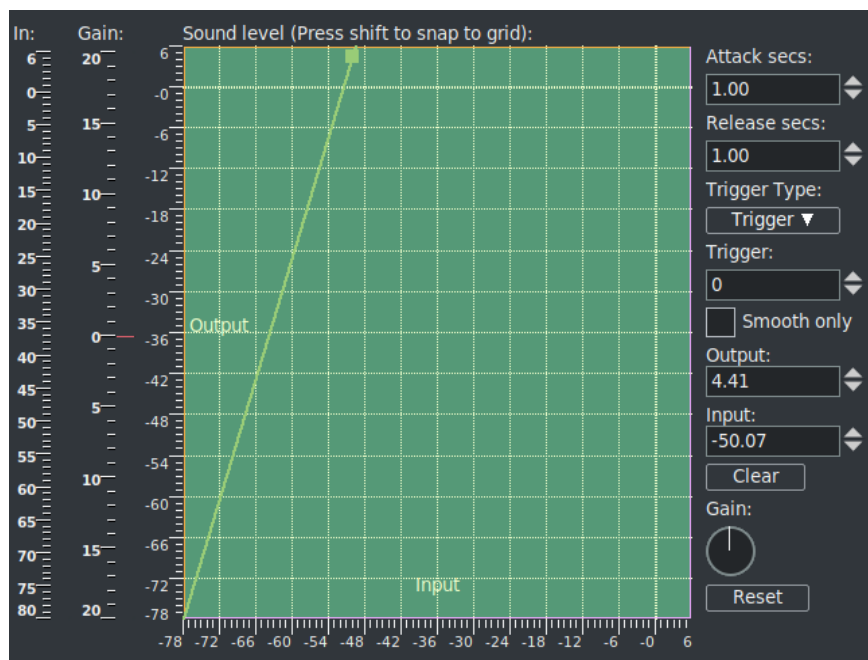 In:
Gain:
Sound level (Press shift to snap to grid):
6
0
5
10
15
20
25
30
35
40
45
50
55
60
65
70
75
80
20
15
10
5
0
5
10
15
20
6
-0
-6
-12
-18
-24
-30
-36
-42
-48
-54
-60
-66
-72
-78
Output
Input
-78 -72 -66 -60 -54 -48 -42 -36 -30 -24 -18 -12 -6 -0 6
Attack secs:
1.00
Release secs:
1.00
Trigger Type:
Trigger
Trigger:
0
Smooth only
Output:
4.41
Input:
-50.07
Clear
Gain:
Reset